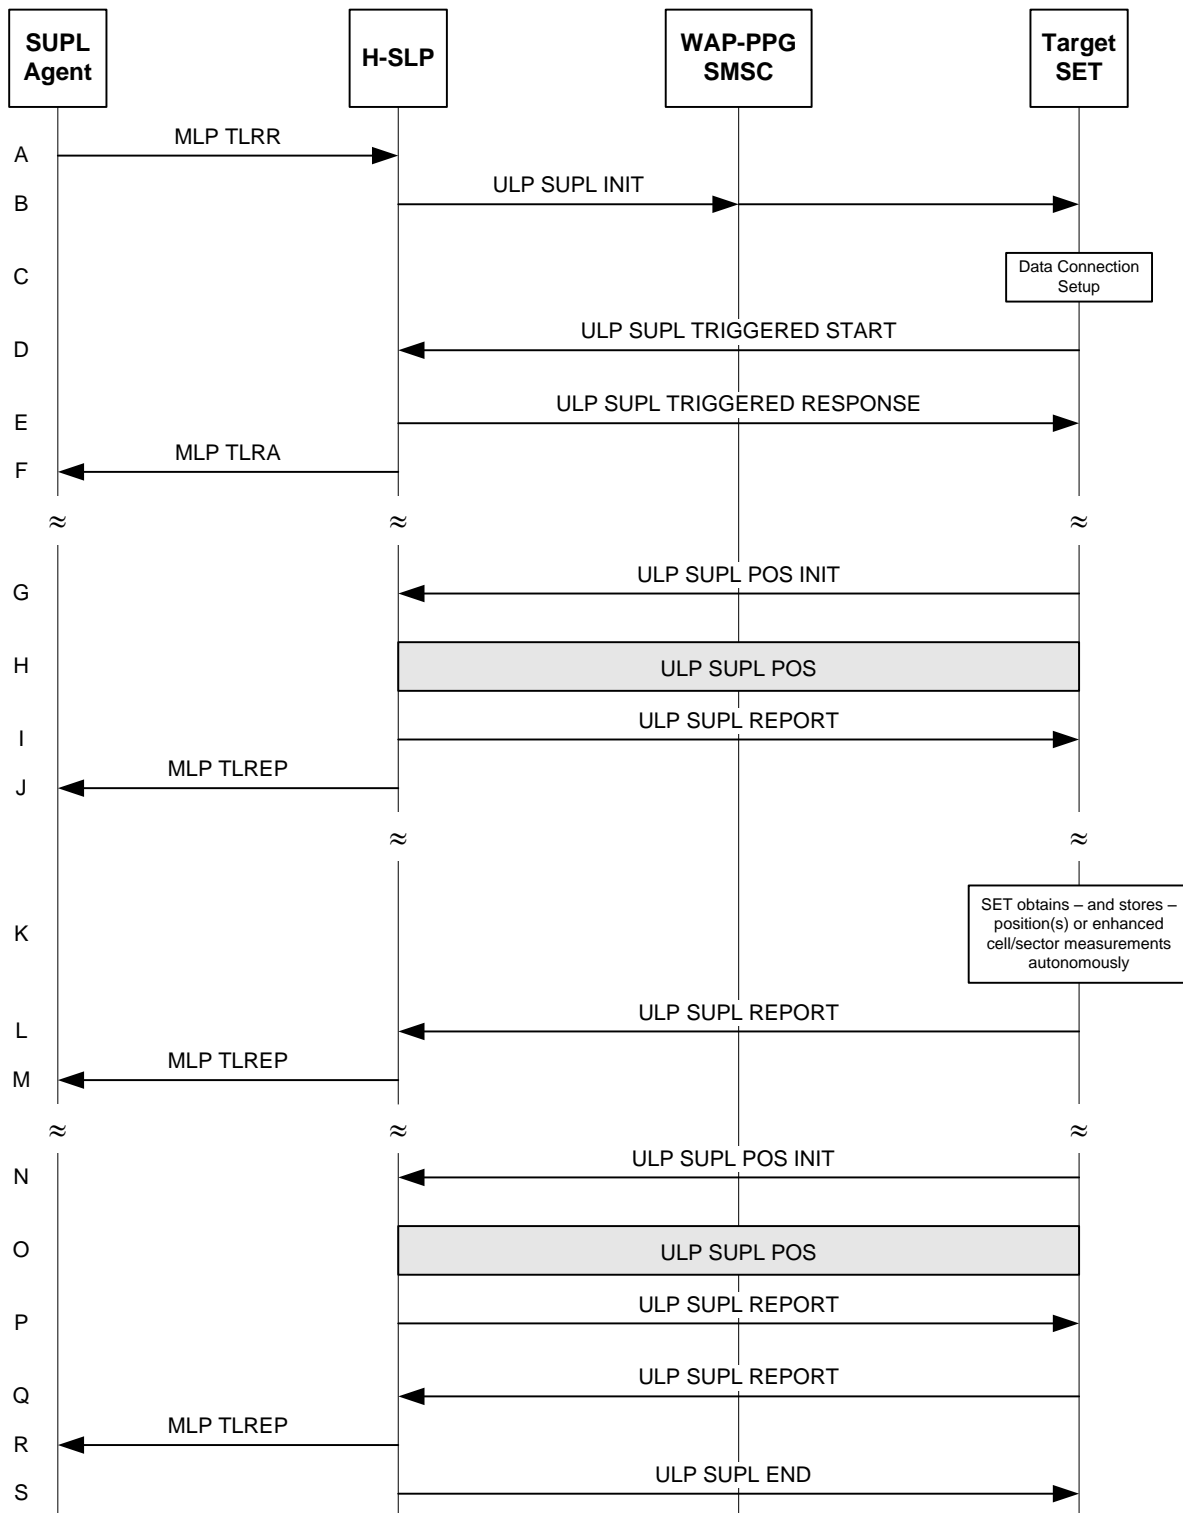 SUPL
Agent
H-SLP
WAP-PPG
SMSC
Target
SET
A
MLP TLRR
B
ULP SUPL INIT
C
Data Connection
Setup
D
ULP SUPL TRIGGERED START
E
ULP SUPL TRIGGERED RESPONSE
F
MLP TLRA
≈ ≈ ≈
G
ULP SUPL POS INIT
H
ULP SUPL POS
I
ULP SUPL REPORT
J
MLP TLREP
≈ ≈
K
SET obtains – and stores –
position(s) or enhanced
cell/sector measurements
autonomously
L
ULP SUPL REPORT
M
MLP TLREP
≈ ≈ ≈
N
ULP SUPL POS INIT
O
ULP SUPL POS
P
ULP SUPL REPORT
Q
ULP SUPL REPORT
R
MLP TLREP
S
ULP SUPL END